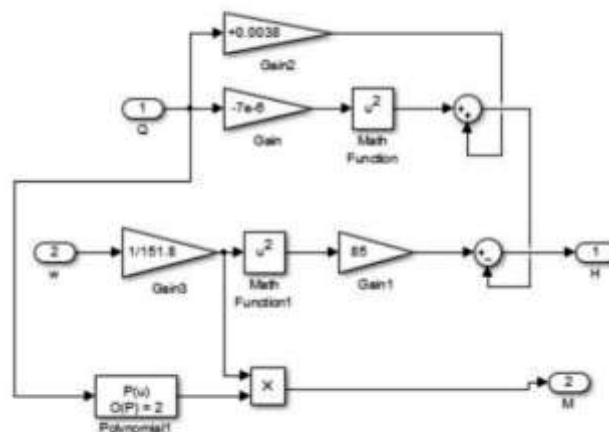 +0.0038
Gain2
1
Q
-7e-6
Gain
u²
Math
Function
+
+
2
w
1/151.8
Gain3
u²
Math
Function1
85
Gain1
+
−
1
H
P(u)
O(P) = 2
Polynomial1
×
2
M